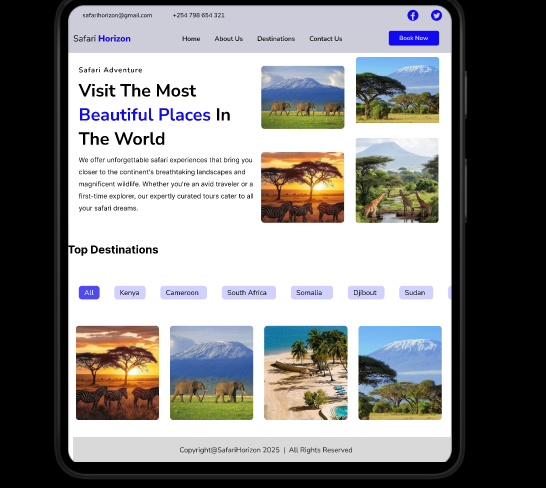 safarihorizon@gmail.com +254 798 654 321
Safari Horizon Home About Us Destinations Contact Us Book Now
Safari Adventure
Visit The Most
Beautiful Places In
The World
We offer unforgettable safari experiences that bring you
closer to the continent's breathtaking landscapes and
magnificent wildlife. Whether you're an avid traveler or a
first-time explorer, our expertly curated tours cater to all
your safari dreams.
Top Destinations
All Kenya Cameroon South Africa Somalia Djibout Sudan
Copyright@SafariHorizon 2025 | All Rights Reserved